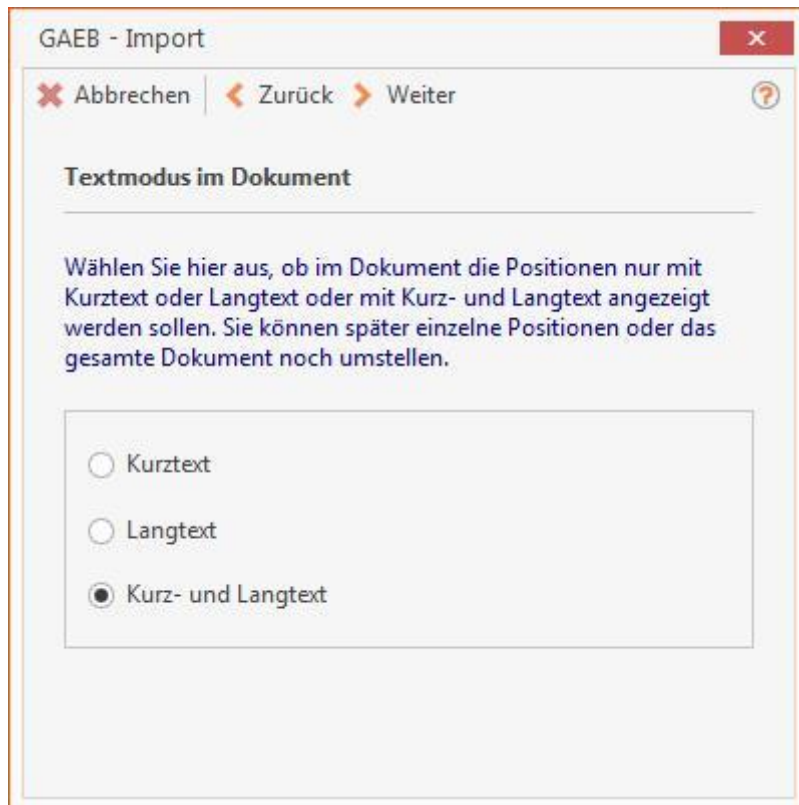 GAEB - Import
Abbrechen Zurück Weiter
Textmodus im Dokument
Wählen Sie hier aus, ob im Dokument die Positionen nur mit
Kurztext oder Langtext oder mit Kurz- und Langtext angezeigt
werden sollen. Sie können später einzelne Positionen oder das
gesamte Dokument noch umstellen.
Kurztext
Langtext
Kurz- und Langtext